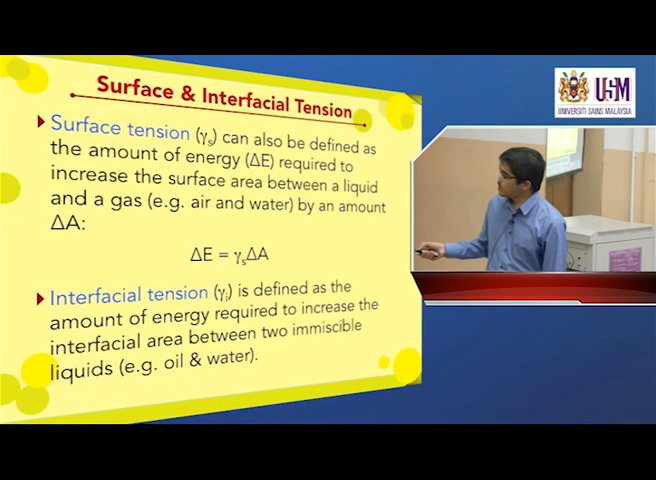 Surface & Interfacial Tension
Surface tension (γs) can also be defined as
the amount of energy (ΔE) required to
increase the surface area between a liquid
and a gas (e.g. air and water) by an amount
ΔA:
ΔE = γsΔA
Interfacial tension (γi) is defined as the
amount of energy required to increase the
interfacial area between two immiscible
liquids (e.g. oil & water).
USM
UNIVERSITI SAINS MALAYSIA